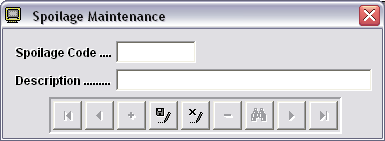 Spoilage Maintenance
Spoilage Code ....
Description .........